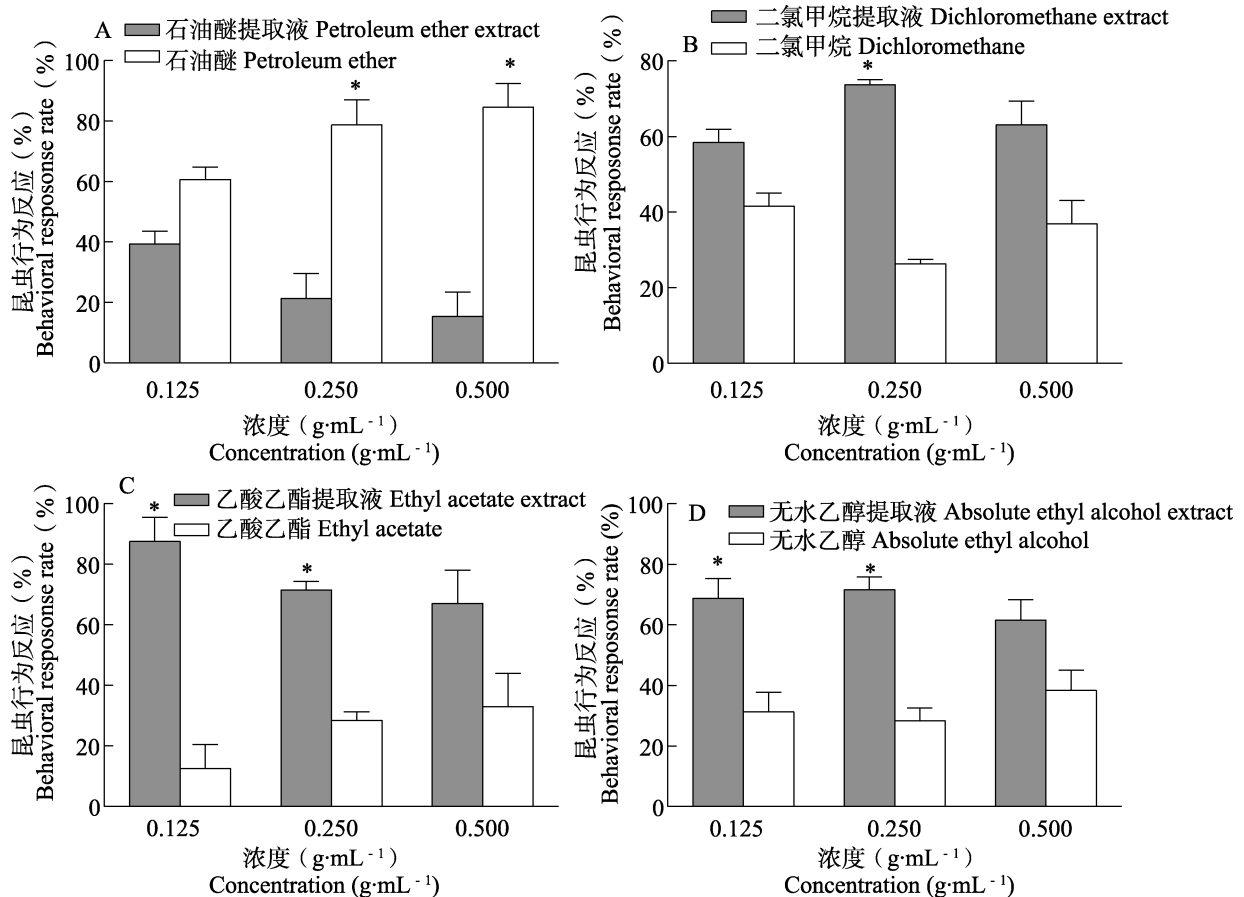 A
石油醚提取液 Petroleum ether extract
石油醚 Petroleum ether
昆虫行为反应（%）
Behavioral resposonse rate（%）
100
80
60
40
20
0
*
*
0.125
0.250
0.500
浓度（g·mL⁻¹）
Concentration (g·mL⁻¹)
B
二氯甲烷提取液 Dichloromethane extract
二氯甲烷 Dichloromethane
昆虫行为反应（%）
Behavioral resposonse rate（%）
80
60
40
20
0
*
0.125
0.250
0.500
浓度（g·mL⁻¹）
Concentration (g·mL⁻¹)
C
乙酸乙酯提取液 Ethyl acetate extract
乙酸乙酯 Ethyl acetate
昆虫行为反应（%）
Behavioral resposonse rate（%）
100
80
60
40
20
0
*
*
0.125
0.250
0.500
浓度（g·mL⁻¹）
Concentration (g·mL⁻¹)
D
无水乙醇提取液 Absolute ethyl alcohol extract
无水乙醇 Absolute ethyl alcohol
昆虫行为反应（%）
Behavioral resposonse rate (%)
100
80
60
40
20
0
*
*
0.125
0.250
0.500
浓度（g·mL⁻¹）
Concentration (g·mL⁻¹)